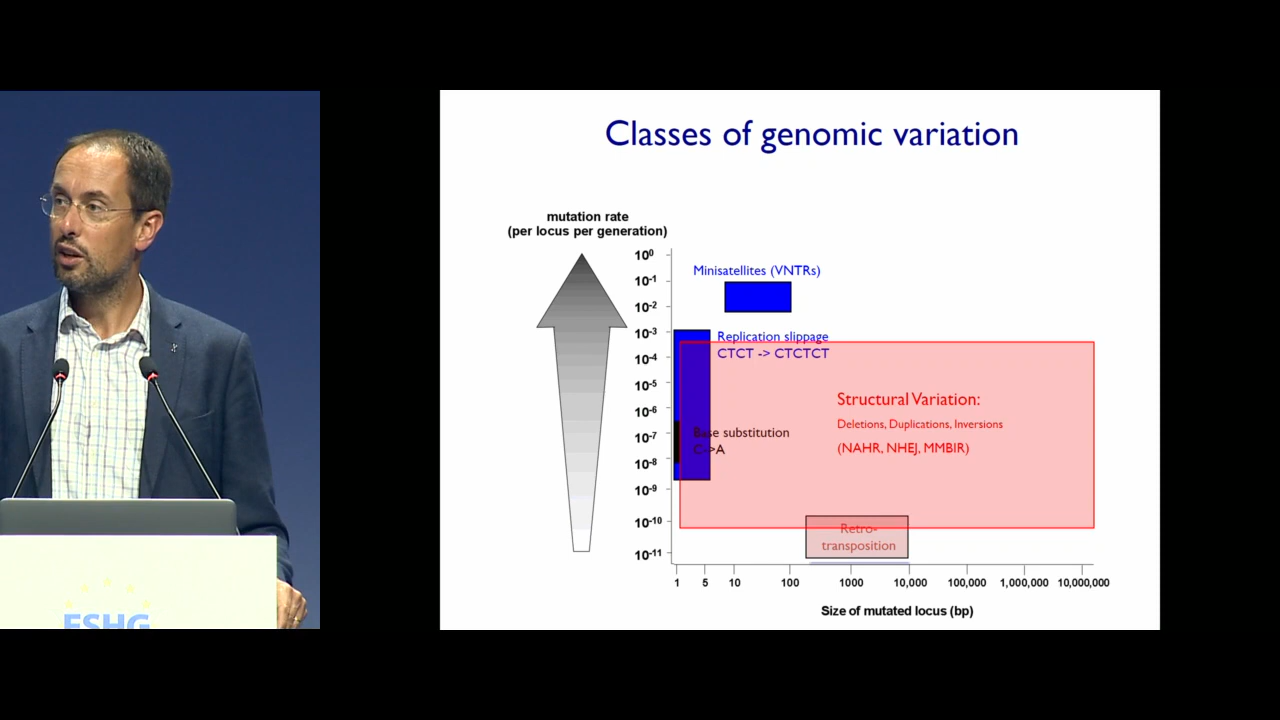 Classes of genomic variation
mutation rate
(per locus per generation)
10⁰
10⁻¹
10⁻²
10⁻³
10⁻⁴
10⁻⁵
10⁻⁶
10⁻⁷
10⁻⁸
10⁻⁹
10⁻¹⁰
10⁻¹¹
Minisatellites (VNTRs)
Replication slippage
CTCT -> CTCTCT
Structural Variation:
Deletions, Duplications, Inversions
(NAHR, NHEJ, MMBIR)
Base substitution
C->A
Retro-
transposition
1 5 10 100 1000 10,000 100,000 1,000,000 10,000,000
Size of mutated locus (bp)
ESHG